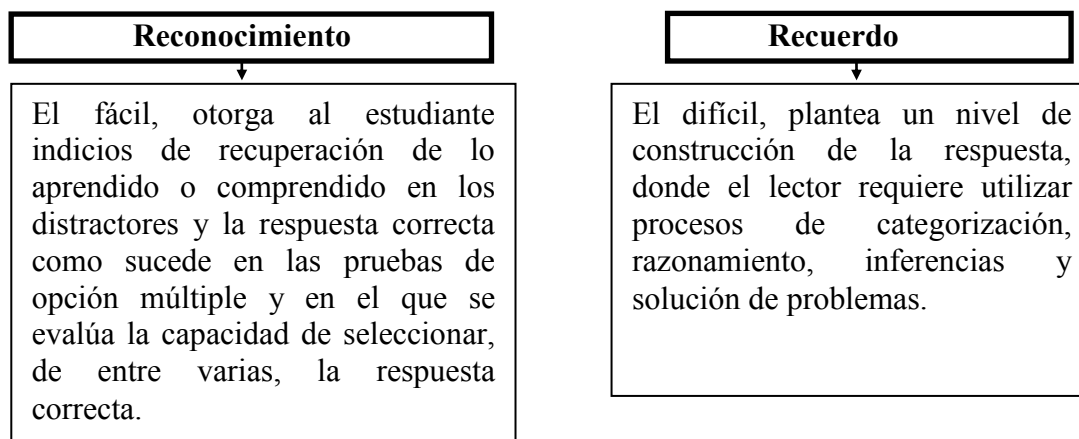 Reconocimiento
El fácil, otorga al estudiante
indicios de recuperación de lo
aprendido o comprendido en los
distractores y la respuesta correcta
como sucede en las pruebas de
opción múltiple y en el que se
evalúa la capacidad de seleccionar,
de entre varias, la respuesta
correcta.
Recuerdo
El difícil, plantea un nivel de
construcción de la respuesta,
donde el lector requiere utilizar
procesos de categorización,
razonamiento, inferencias y
solución de problemas.